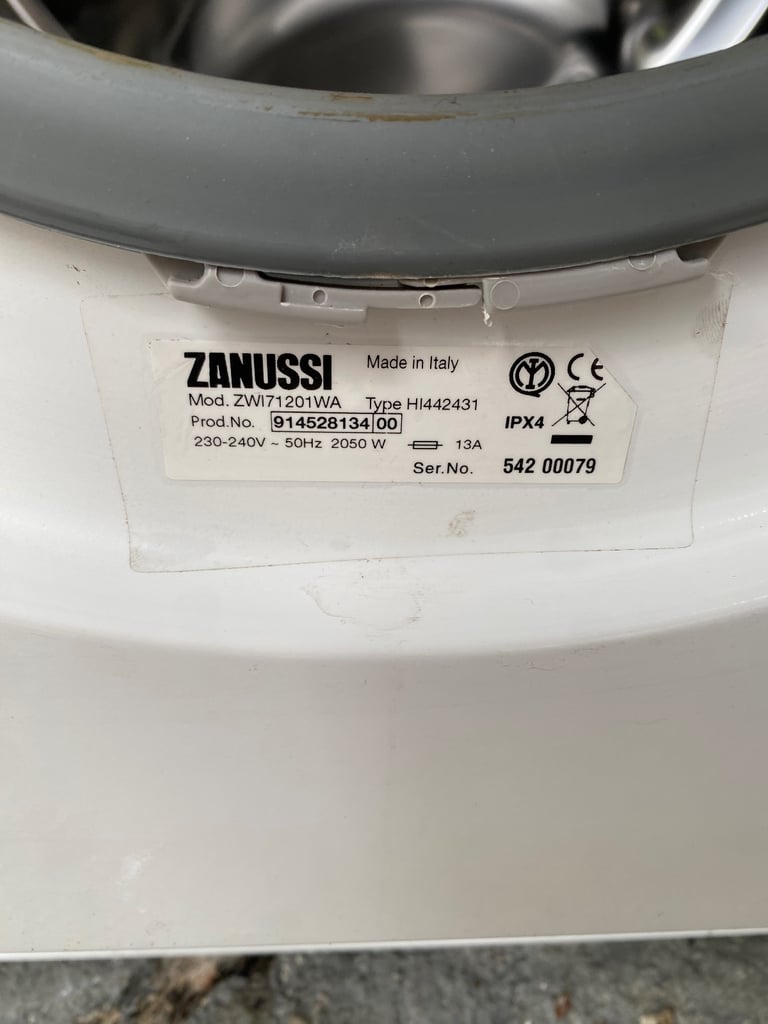 ZANUSSI Made in Italy
Mod. ZWI71201WA Type HI442431
Prod.No. 914528134 00
IPX4
230-240V ~ 50Hz 2050 W 13A
Ser.No. 542 00079